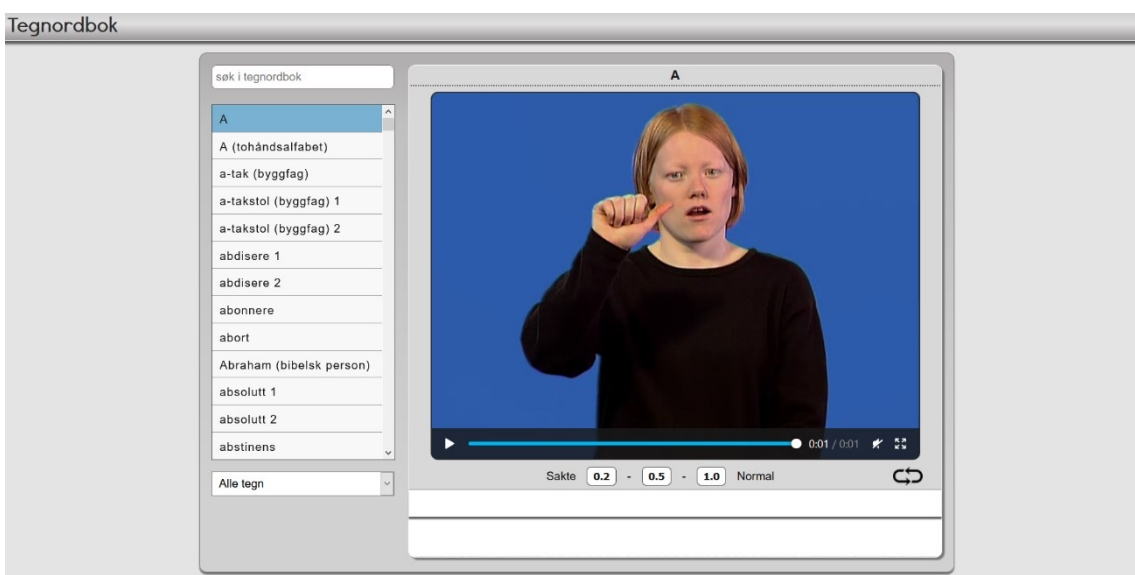 Tegnordbok
søk i tegnordbok
A
A (tohåndsalfabet)
a-tak (byggfag)
a-takstol (byggfag) 1
a-takstol (byggfag) 2
abdisere 1
abdisere 2
abonnere
abort
Abraham (bibelsk person)
absolutt 1
absolutt 2
abstinens
Alle tegn
A
0:01 / 0:01
Sakte 0.2 - 0.5 - 1.0 Normal